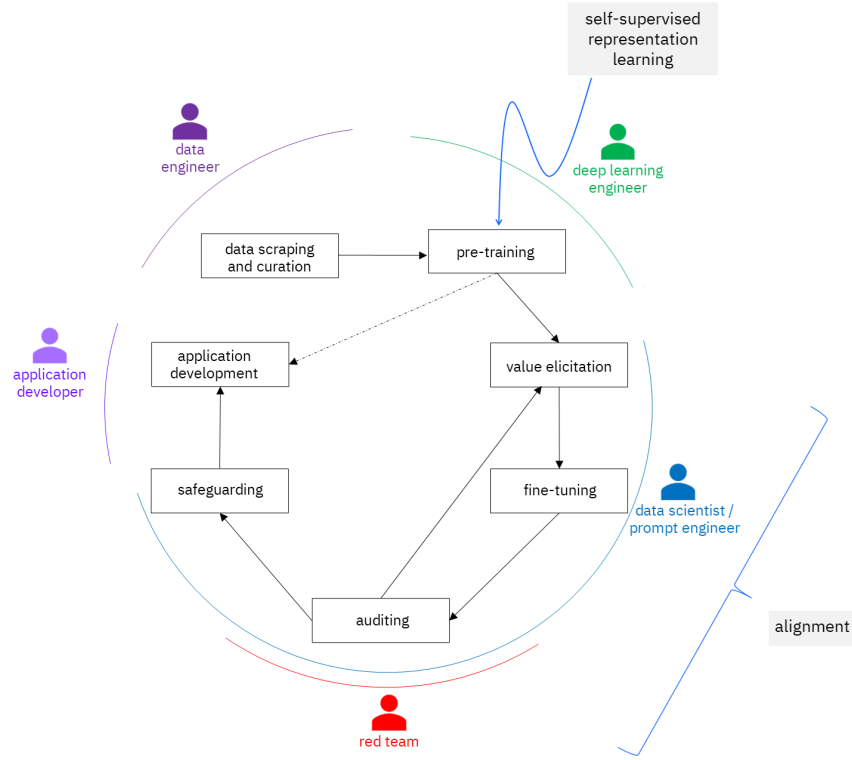 self-supervised
representation
learning
data
engineer
deep learning
engineer
data scraping
and curation
pre-training
application
developer
application
development
value elicitation
safeguarding
fine-tuning
data scientist /
prompt engineer
auditing
alignment
red team